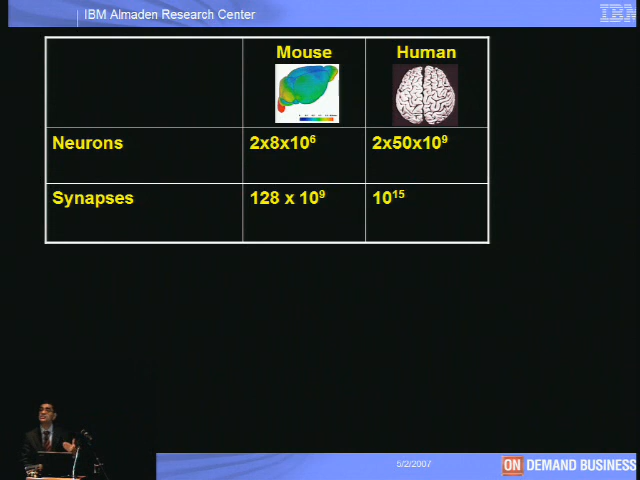 IBM Almaden Research Center
IBM
Mouse Human
Neurons 2x8x10⁶ 2x50x10⁹
Synapses 128 x 10⁹ 10¹⁵
5/2/2007
ON DEMAND BUSINESS